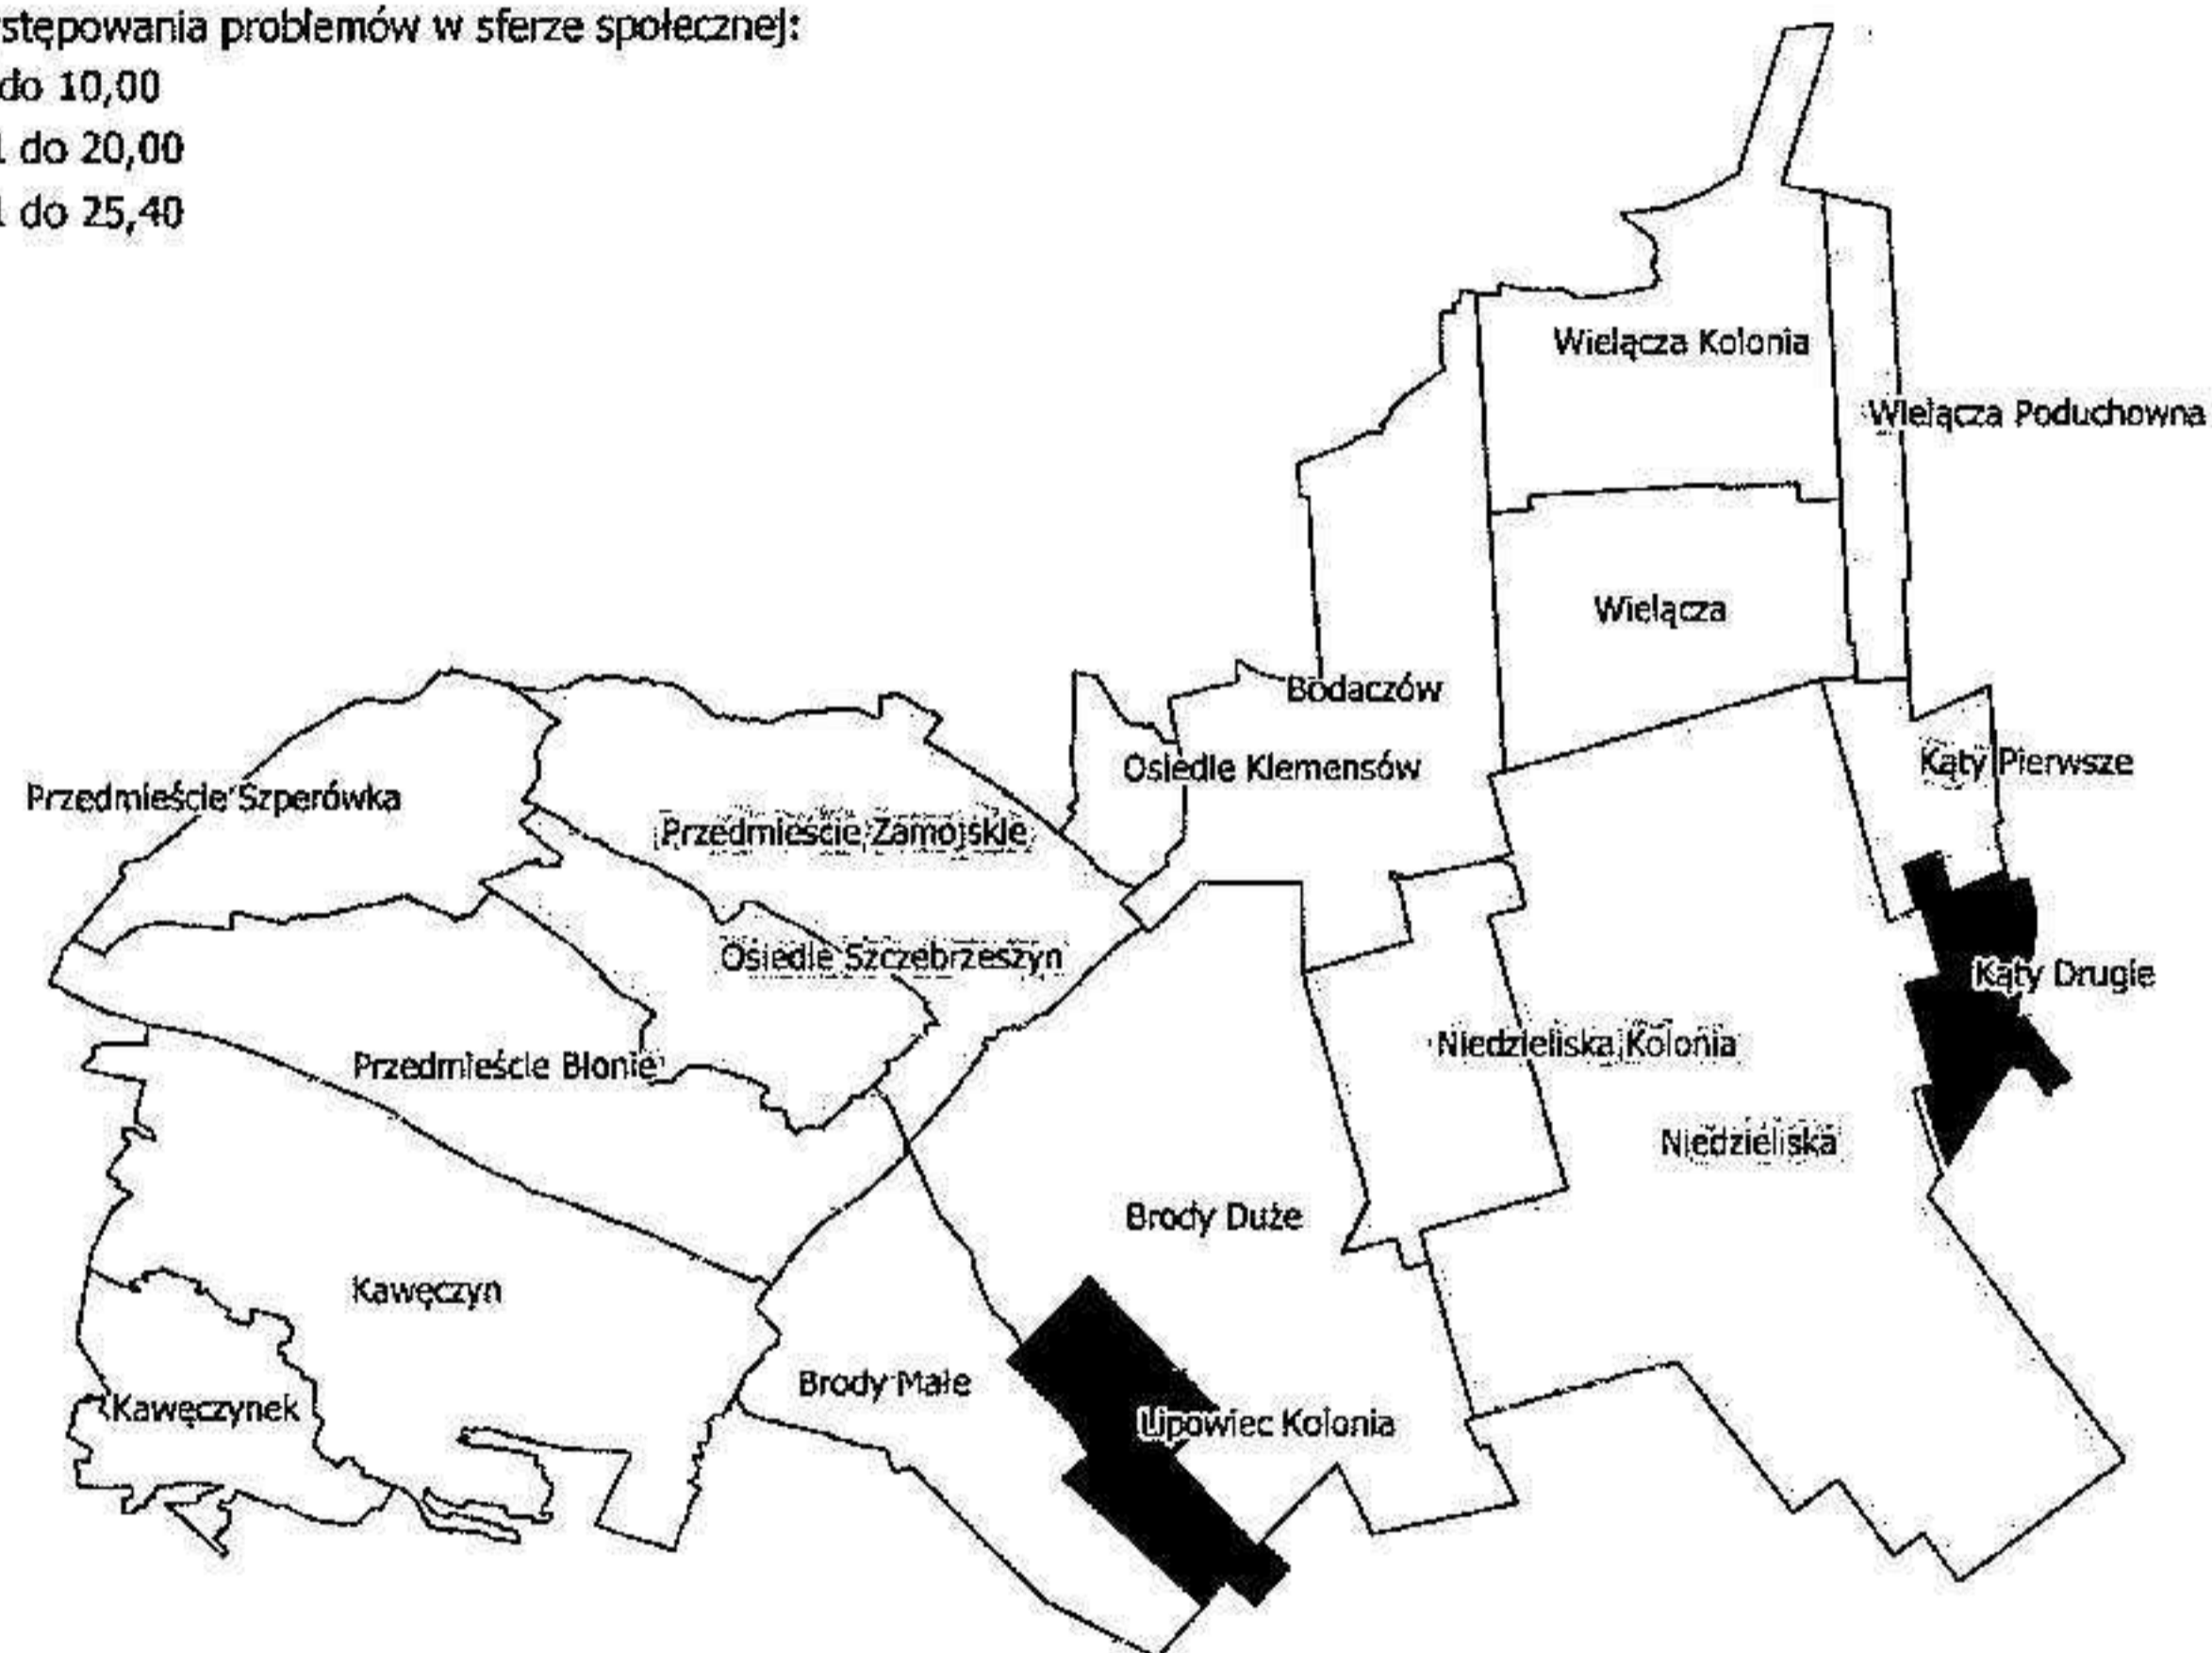 stępowania problemów w sferze społecznej:
do 10,00
1 do 20,00
1 do 25,40
Wielącza Kolonia
Wielącza Poduchowna
Wielącza
Bodaczów
Kąty Pierwsze
Osiedle Klemensów
Przedmieście Szperówka
Przedmieście Zamojskie
Osiedle Szczebrzeszyn
Kąty Drugie
Niedzieliska Kolonia
Przedmieście Błonie
Niedzieliska
Brody Duże
Kawęczyn
Brody Małe
Kawęczynek
Lipowiec Kolonia